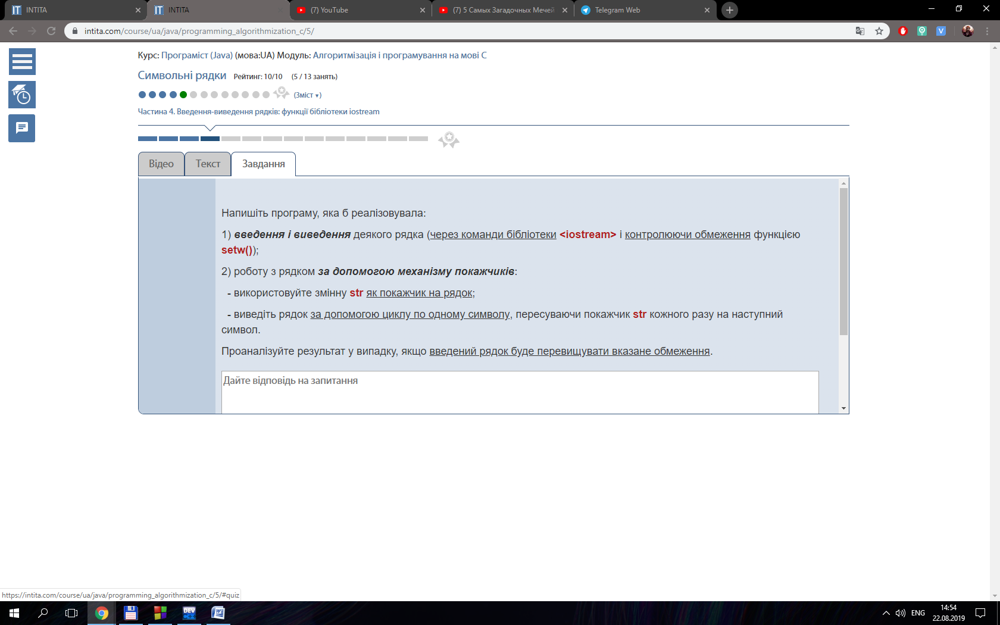 INTITA
INTITA
(7) YouTube
(7) 5 Самых Загадочных Мечей
Telegram Web
intita.com/course/ua/java/programming_algorithmization_c/5/
Курс: Програміст (Java) (мова:UA) Модуль: Алгоритмізація і програмування на мові С
Символьні рядки Рейтинг: 10/10 (5 / 13 занять)
(Зміст ▾)
Частина 4. Введення-виведення рядків: функції бібліотеки iostream
Відео Текст Завдання
Напишіть програму, яка б реалізовувала:
1) введення і виведення деякого рядка (через команди бібліотеки <iostream> і контролюючи обмеження функцією
setw());
2) роботу з рядком за допомогою механізму покажчиків:
- використовуйте змінну str як покажчик на рядок;
- виведіть рядок за допомогою циклу по одному символу, пересуваючи покажчик str кожного разу на наступний
символ.
Проаналізуйте результат у випадку, якщо введений рядок буде перевищувати вказане обмеження.
Дайте відповідь на запитання
https://intita.com/course/ua/java/programming_algorithmization_c/5/#quiz
ENG
14:54
22.08.2019